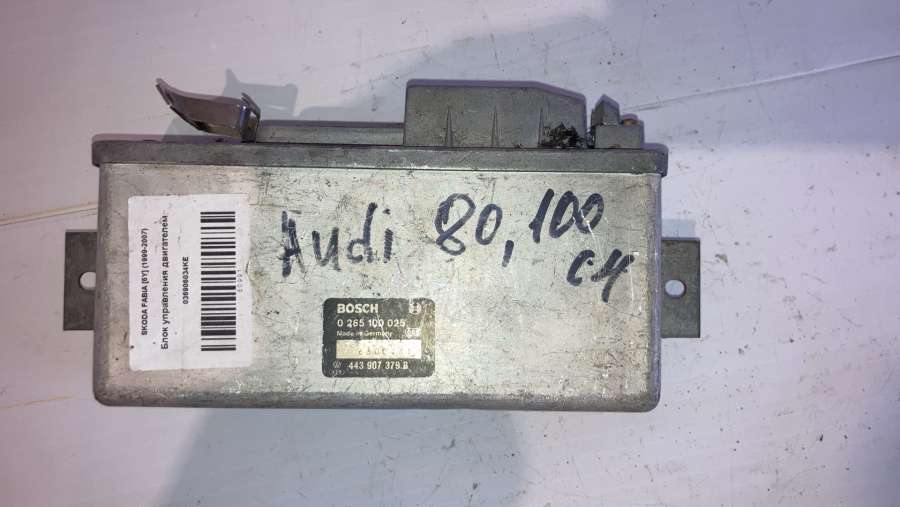 SKODA FABIA [6Y] (1999-2007)
Блок управления двигателем
036906034KE
Audi 80, 100
C4
BOSCH
0 265 100 025
Made in Germany
443 907 379 B